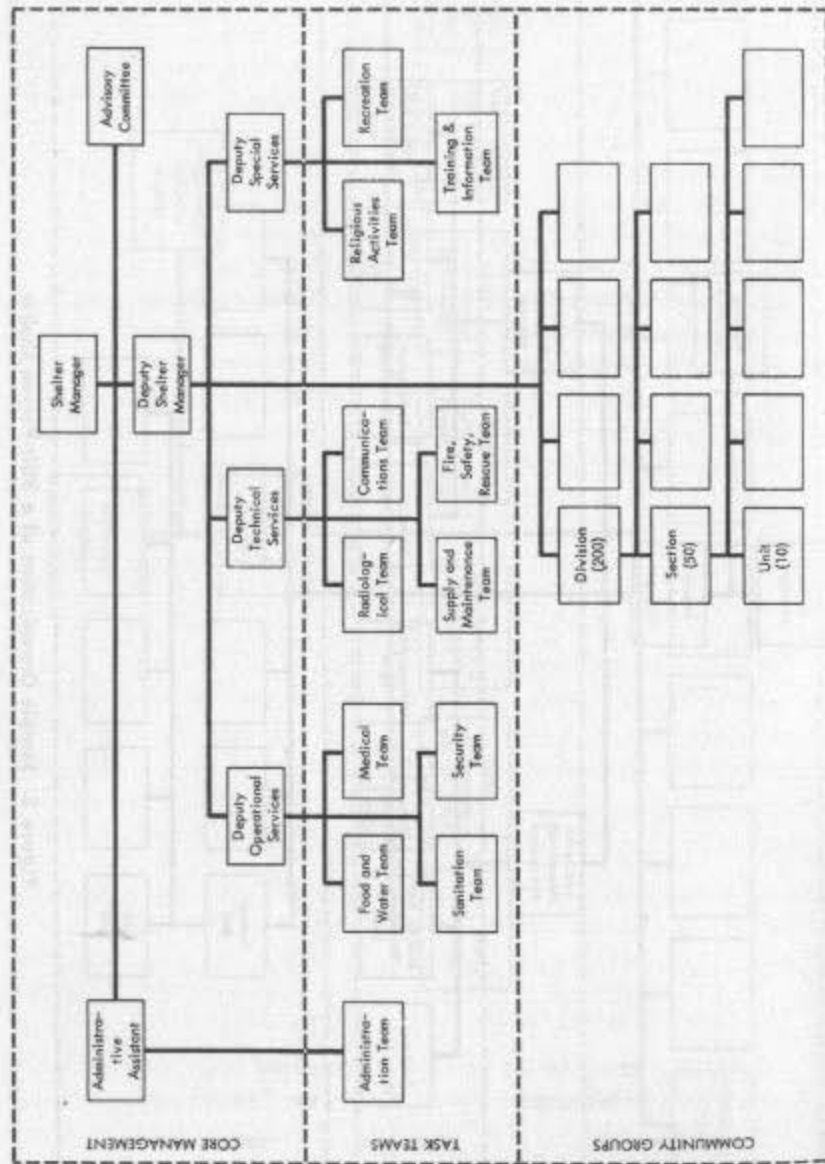 CORE MANAGEMENT
Shelter
Manager
Administra-
tive
Assistant
Advisory
Committee
Deputy
Shelter
Manager
Deputy
Operational
Services
Deputy
Technical
Services
Deputy
Special
Services
TASK TEAMS
Administra-
tion Team
Food and
Water Team
Medical
Team
Radiolog-
ical Team
Communica-
tions Team
Religious
Activities
Team
Recreation
Team
Sanitation
Team
Security
Team
Supply and
Maintenance
Team
Fire,
Safety,
Rescue Team
Training &
Information
Team
COMMUNITY GROUPS
Division
(200)
Section
(50)
Unit
(10)